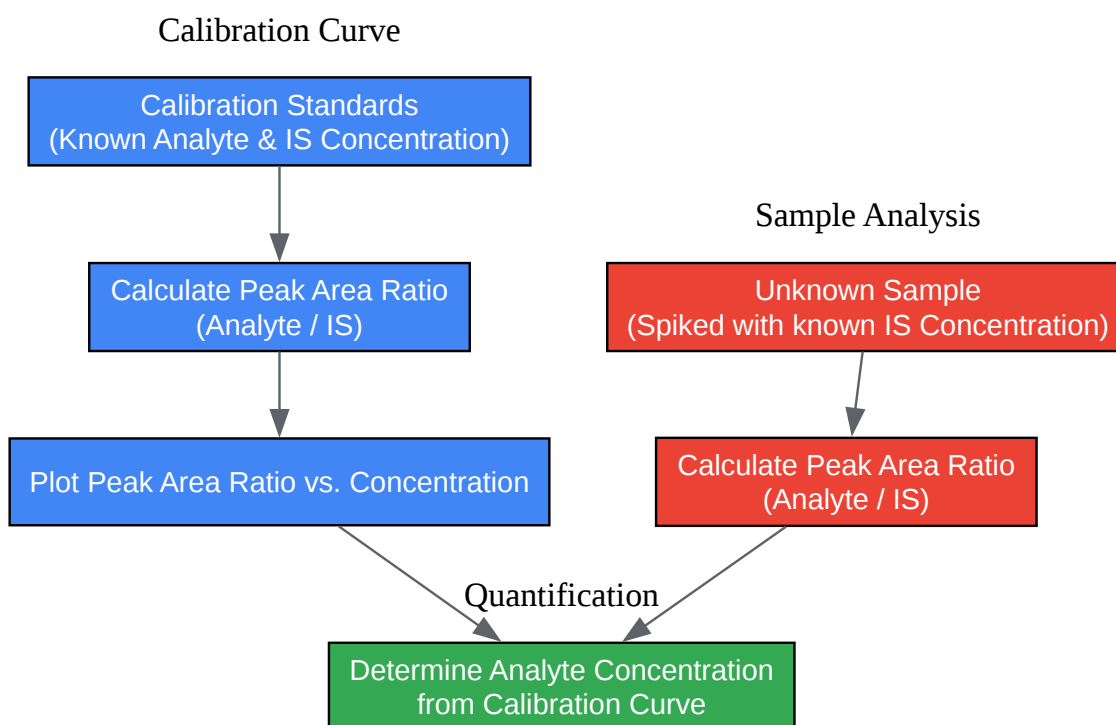 Calibration Curve
Calibration Standards
(Known Analyte & IS Concentration)
Calculate Peak Area Ratio
(Analyte / IS)
Plot Peak Area Ratio vs. Concentration
Sample Analysis
Unknown Sample
(Spiked with known IS Concentration)
Calculate Peak Area Ratio
(Analyte / IS)
Quantification
Determine Analyte Concentration
from Calibration Curve